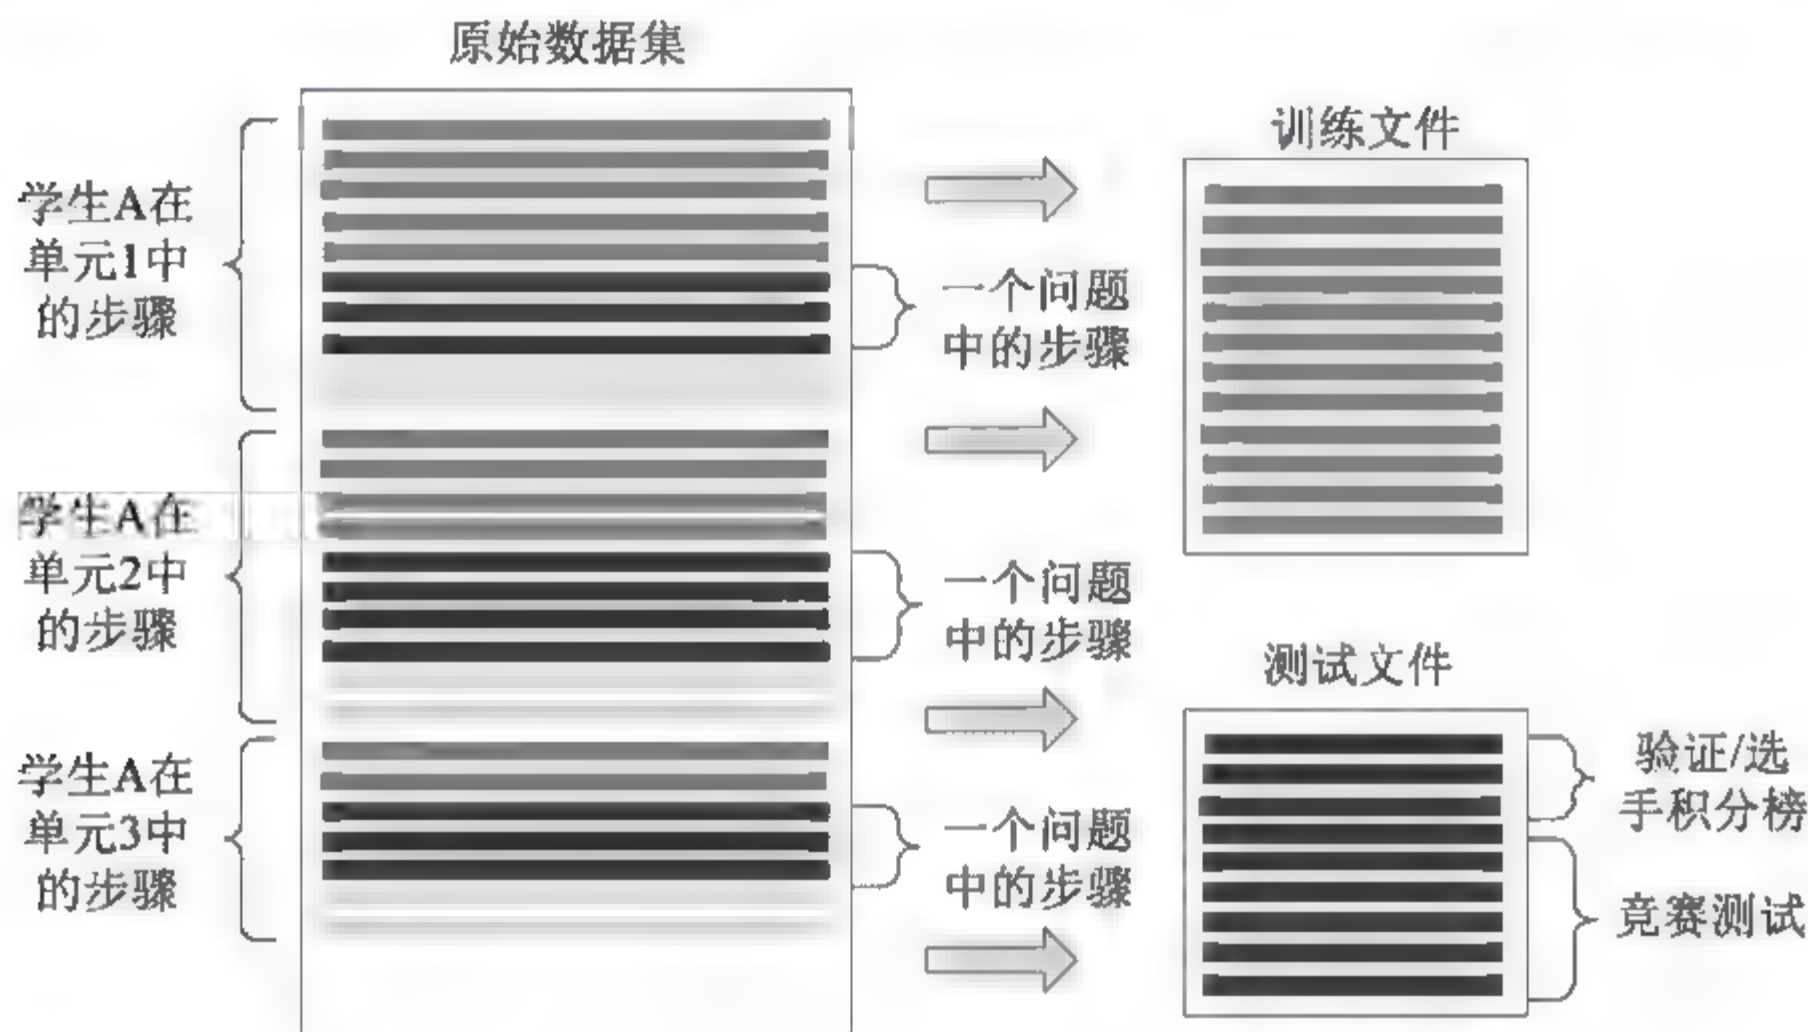 原始数据集
学生A在
单元1中
的步骤
一个问题
中的步骤
训练文件
学生A在
单元2中
的步骤
一个问题
中的步骤
学生A在
单元3中
的步骤
一个问题
中的步骤
测试文件
验证/选
手积分榜
竞赛测试